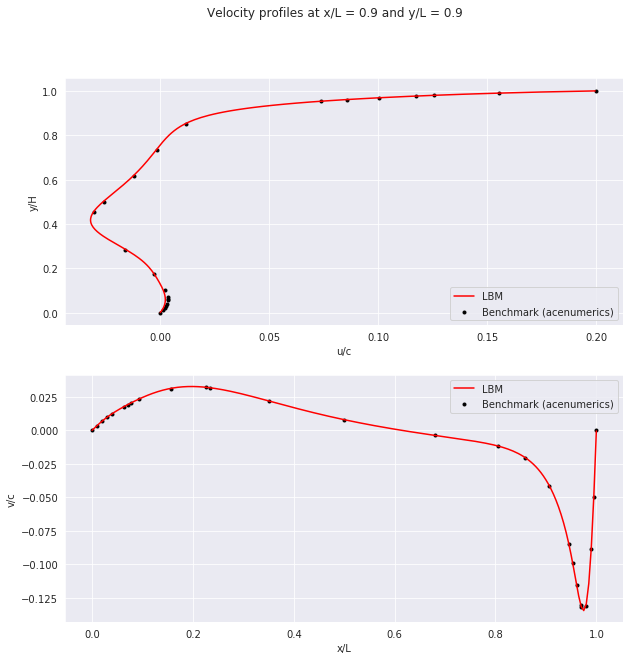 Velocity profiles at x/L = 0.9 and y/L = 0.9
1.0
0.8
0.6
0.4
0.2
0.0
y/H
LBM
Benchmark (acenumerics)
0.00 0.05 0.10 0.15 0.20
u/c
0.025
0.000
−0.025
−0.050
−0.075
−0.100
−0.125
v/c
LBM
Benchmark (acenumerics)
0.0 0.2 0.4 0.6 0.8 1.0
x/L